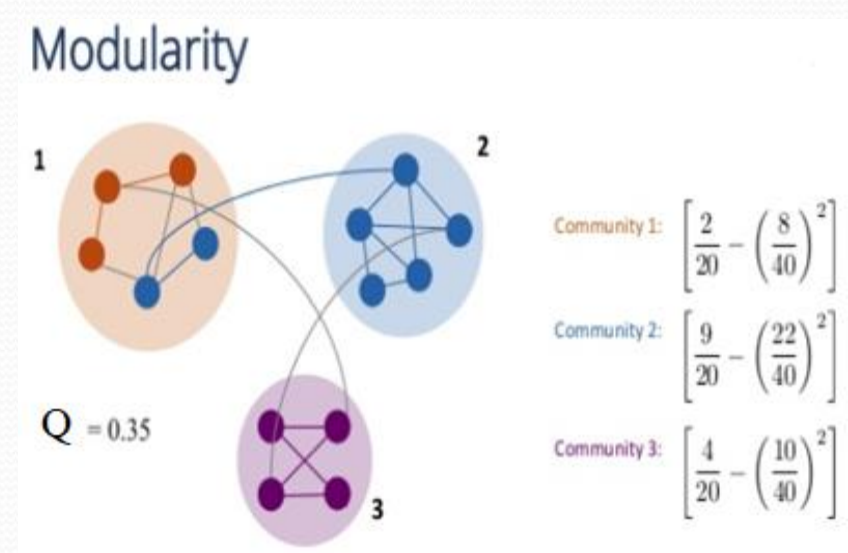 Modularity
1
2
Community 1: [2/20 - (8/40)^2]
Community 2: [9/20 - (22/40)^2]
Q = 0.35
Community 3: [4/20 - (10/40)^2]
3